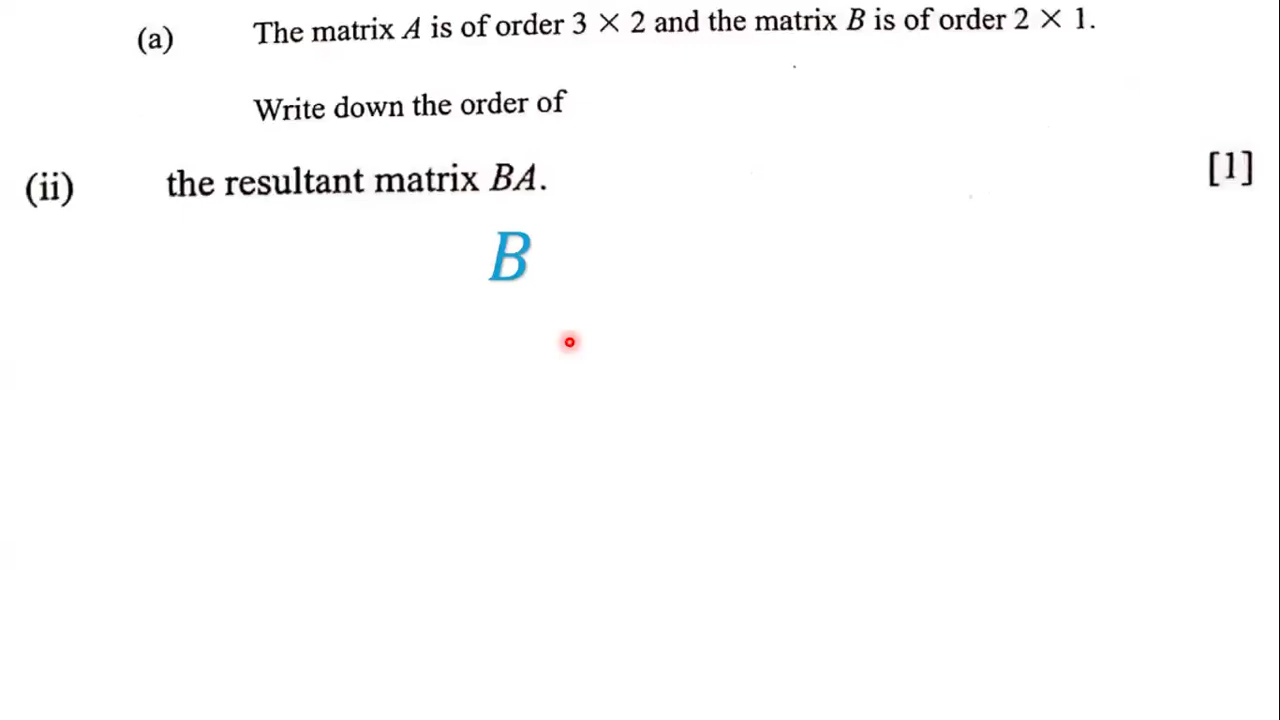 (a) The matrix A is of order 3 × 2 and the matrix B is of order 2 × 1.
Write down the order of
(ii) the resultant matrix BA. [1]
B